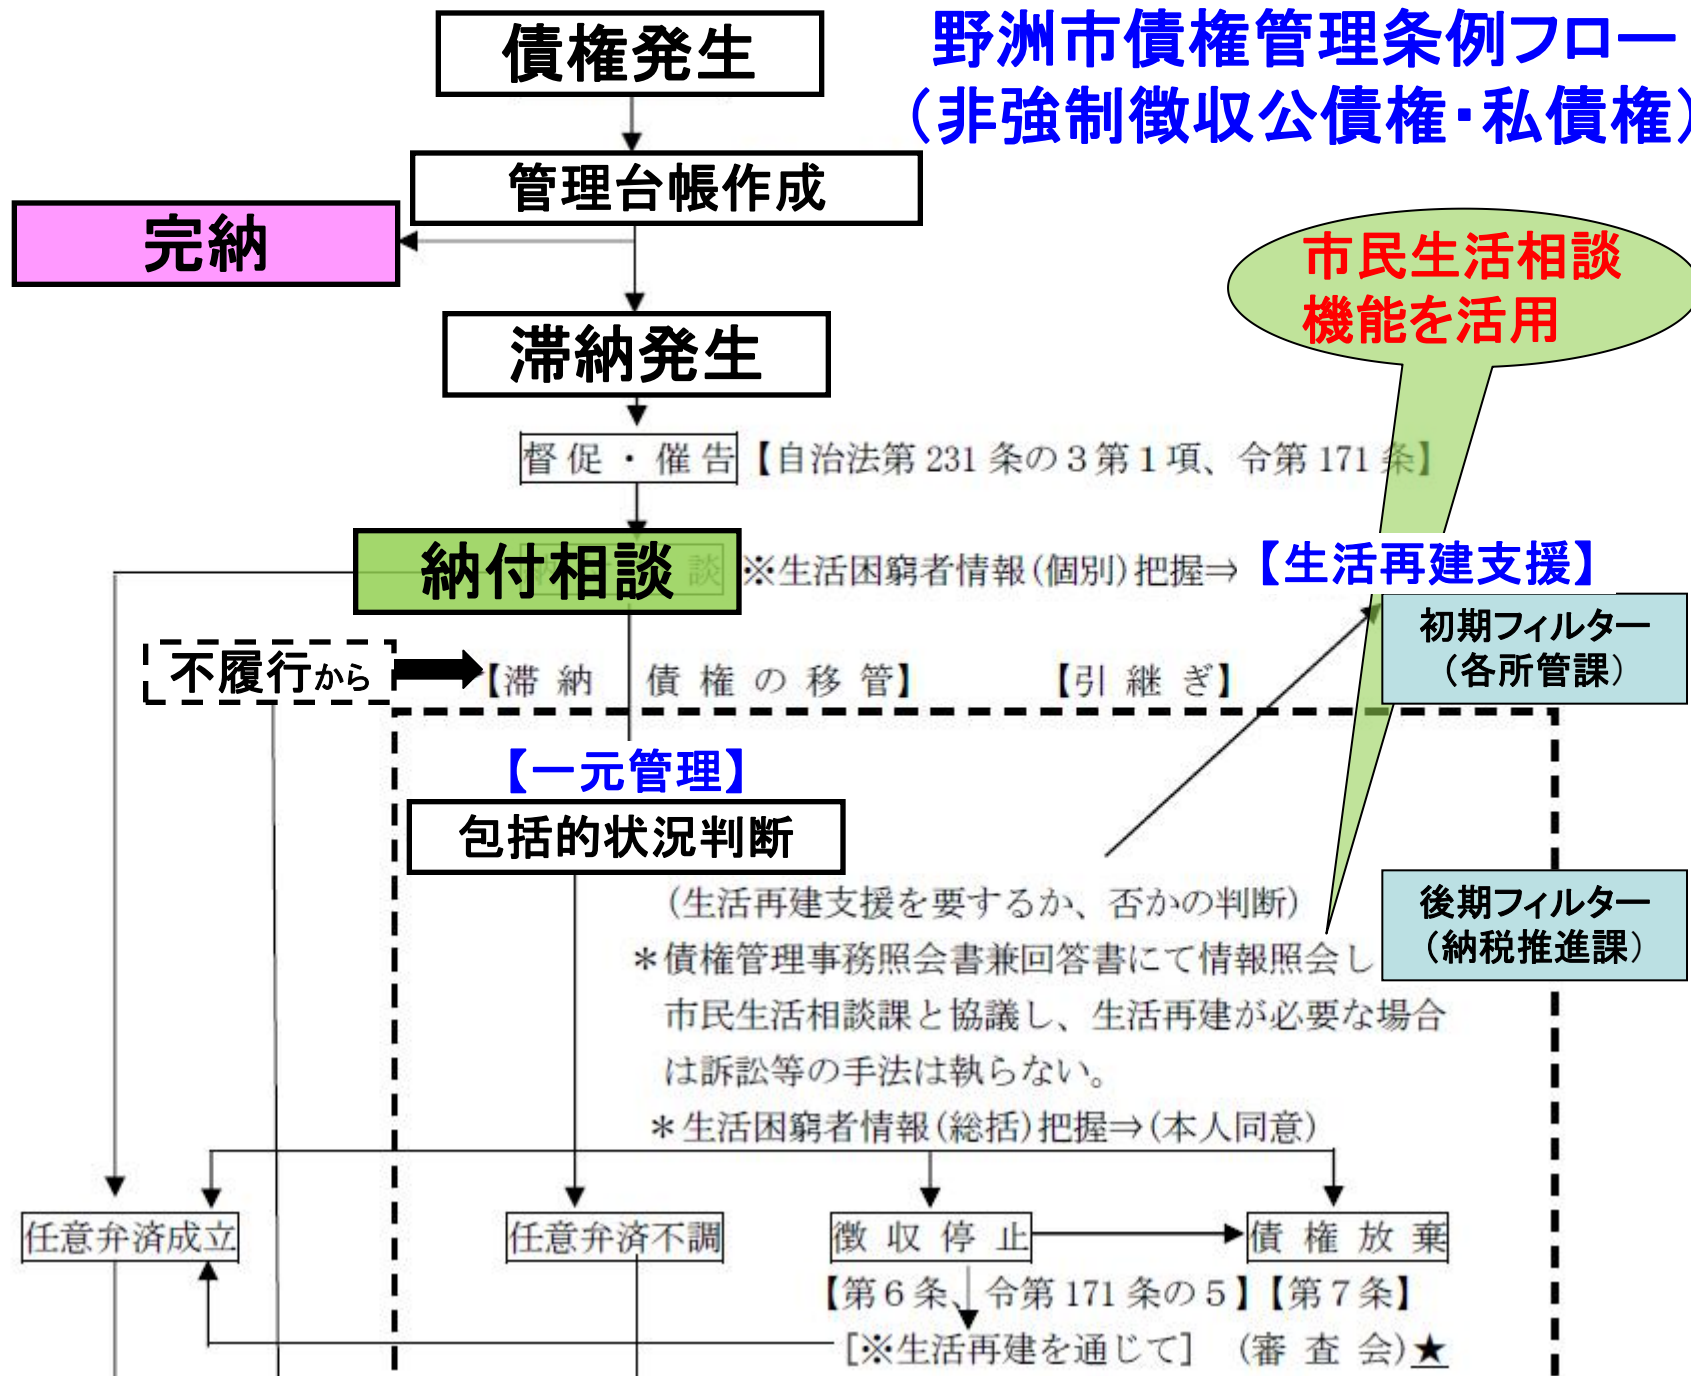 野洲市債権管理条例フロー
（非強制徴収公債権・私債権）
債権発生
管理台帳作成
完納
市民生活相談
機能を活用
滞納発生
督促・催告【自治法第231条の3第1項、令第171条】
納付相談 談 ※生活困窮者情報(個別)把握⇒【生活再建支援】
初期フィルター
（各所管課）
不履行から
【滞納 債権の移管】 【引継ぎ】
【一元管理】
包括的状況判断
後期フィルター
（納税推進課）
（生活再建支援を要するか、否かの判断）
＊債権管理事務照会書兼回答書にて情報照会し
市民生活相談課と協議し、生活再建が必要な場合
は訴訟等の手法は執らない。
＊生活困窮者情報(総括)把握⇒(本人同意)
任意弁済成立 任意弁済不調 徴収停止 債権放棄
【第6条、令第171条の5】【第7条】
[※生活再建を通じて] (審査会)★